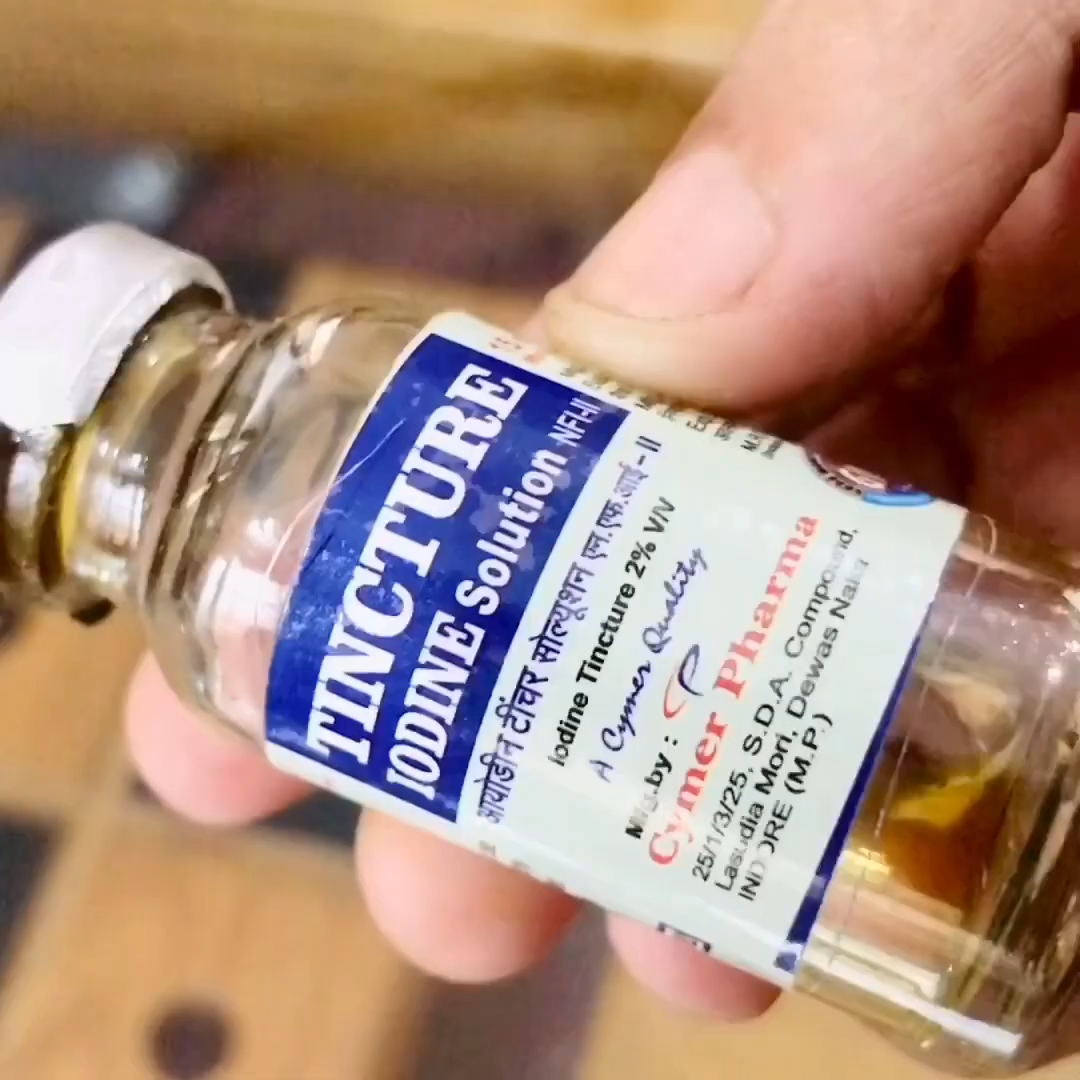 TINCTURE
IODINE Solution NFI-II
आयोडीन टींचर सोल्यूशन एन.एफ.आई-II
Iodine Tincture 2% V/V
A Cymer Quality
Mfg.by :
Cymer Pharma
25/1/3/25, S.D.A. Compound,
Lasudia Mori, Dewas Naka
INDORE (M.P.)